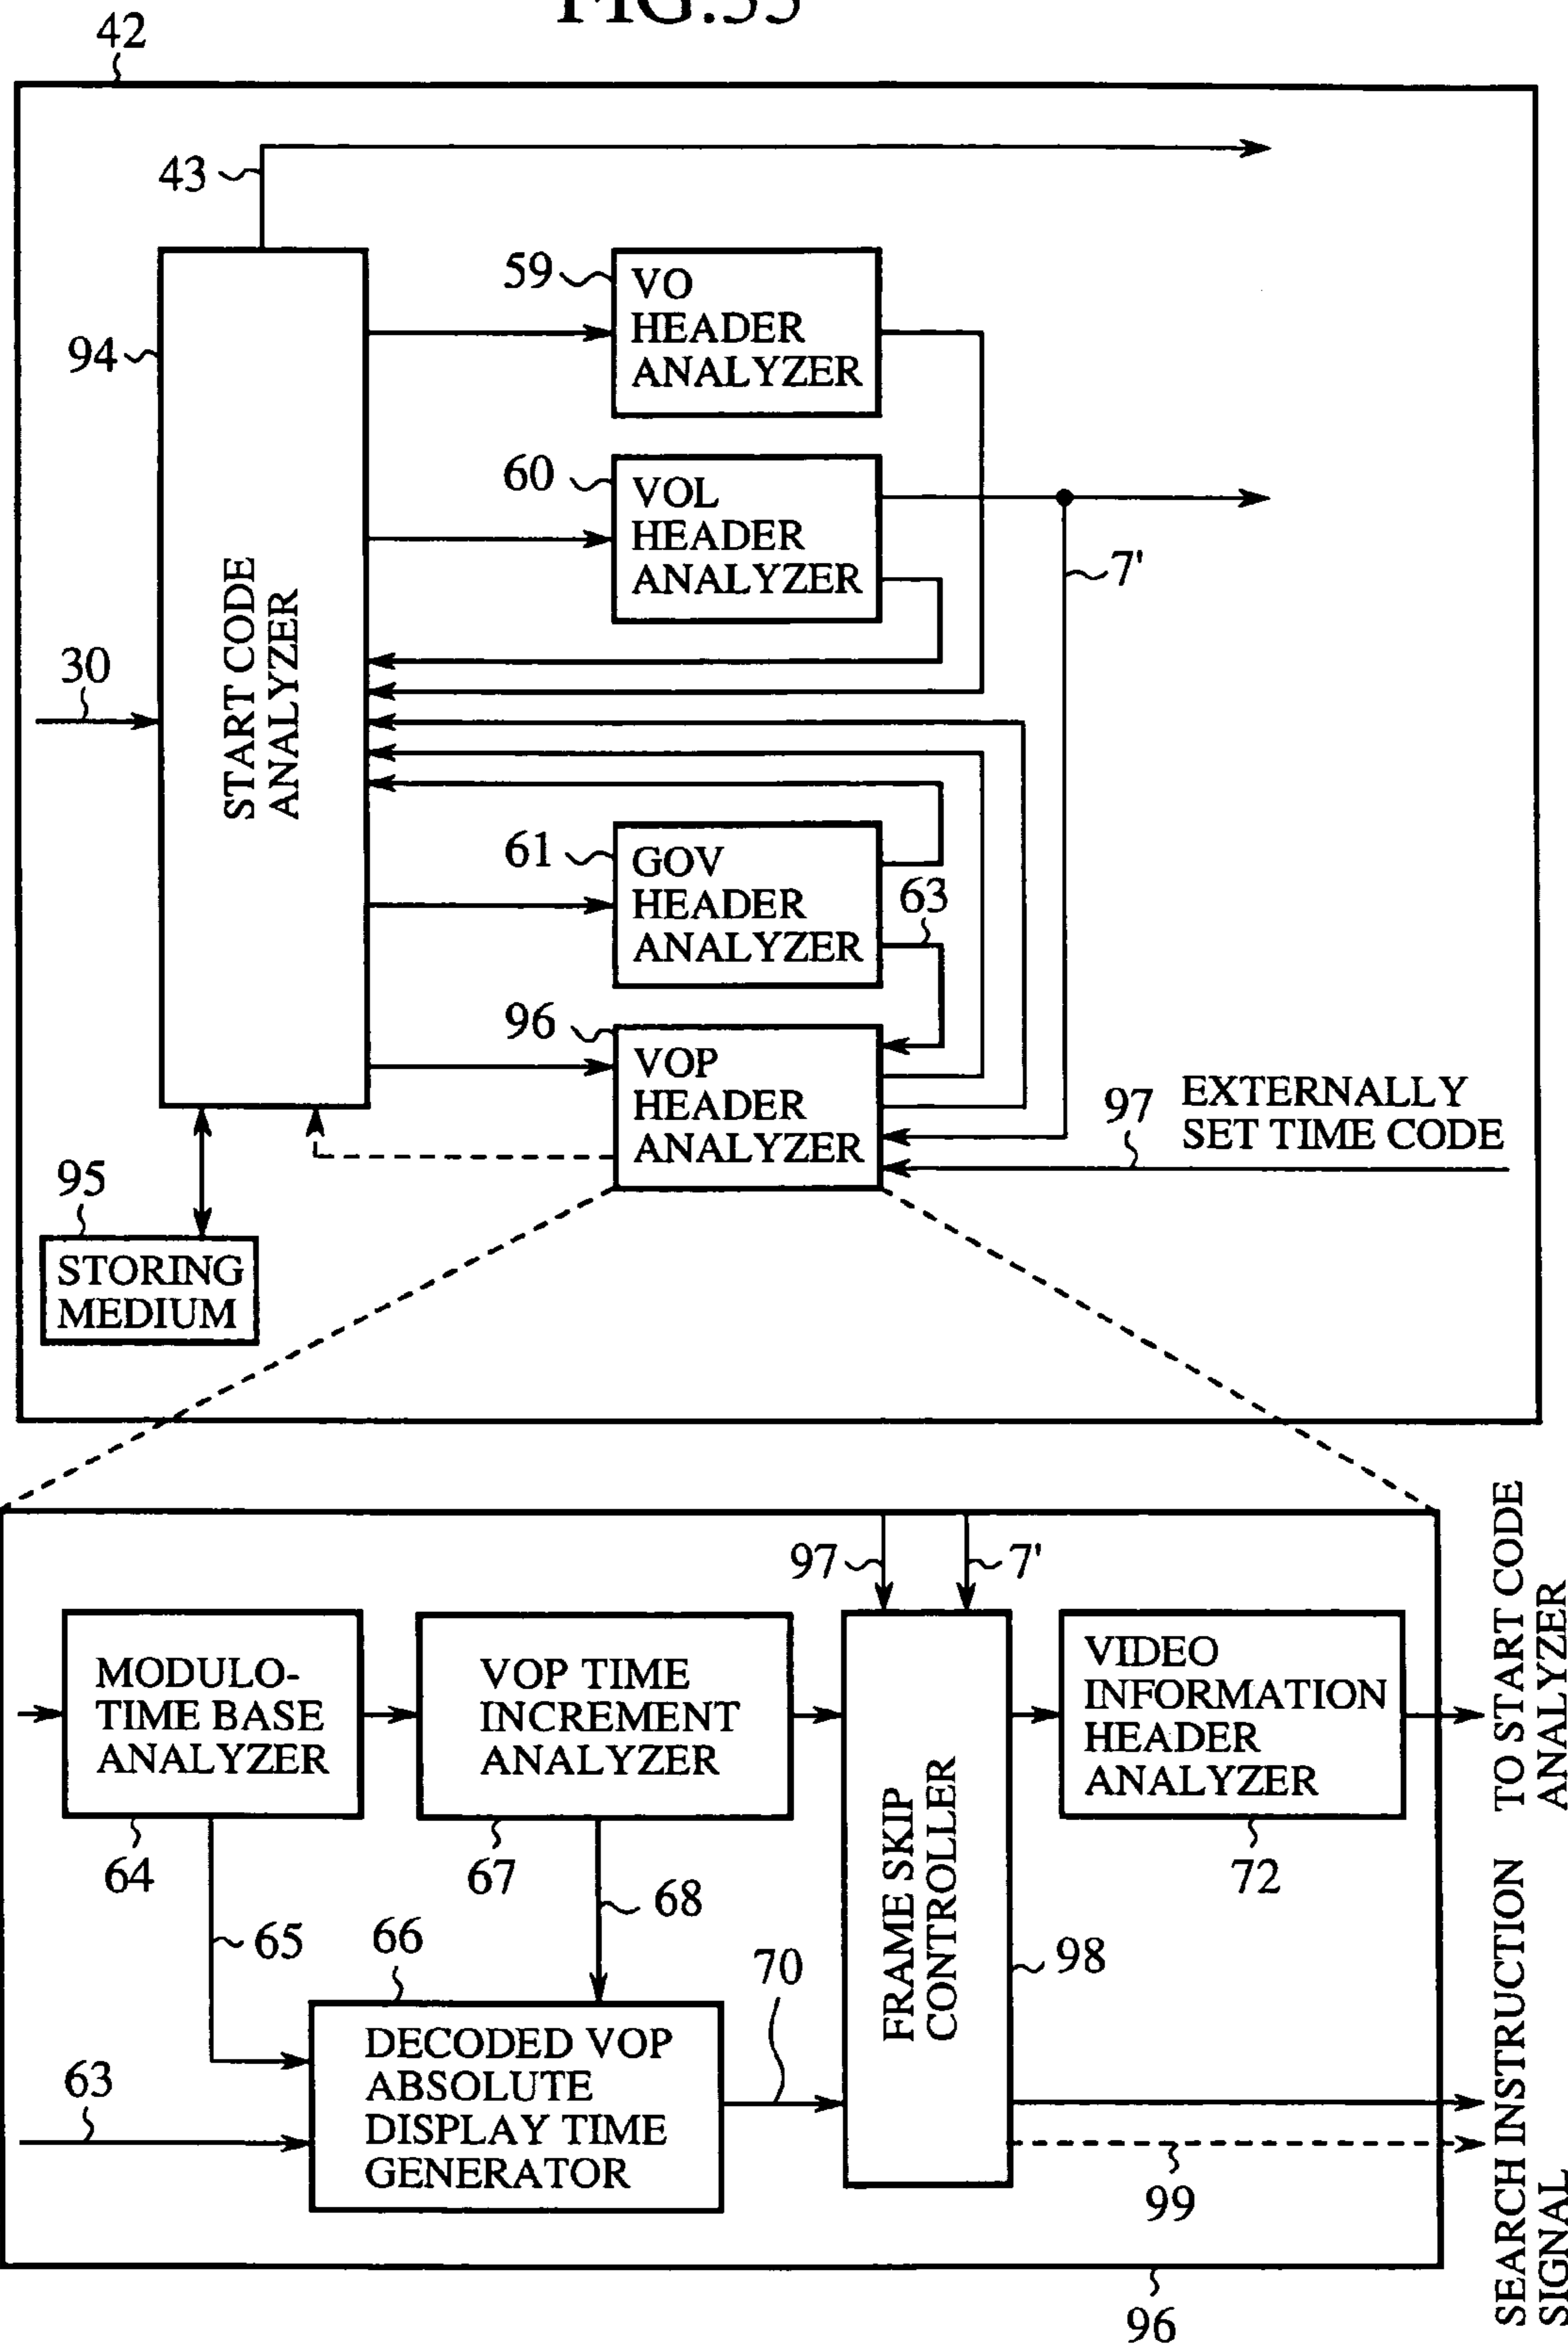 FIG.35
42
43
94
30
START CODE
ANALYZER
59
VO
HEADER
ANALYZER
60
VOL
HEADER
ANALYZER
7'
61
GOV
HEADER
ANALYZER
63
96
VOP
HEADER
ANALYZER
97
EXTERNALLY
SET TIME CODE
95
STORING
MEDIUM
97
7'
MODULO-
TIME BASE
ANALYZER
64
VOP TIME
INCREMENT
ANALYZER
67
FRAME SKIP
CONTROLLER
98
VIDEO
INFORMATION
HEADER
ANALYZER
72
TO START CODE
ANALYZER
65
66
68
70
63
DECODED VOP
ABSOLUTE
DISPLAY TIME
GENERATOR
99
SEARCH INSTRUCTION
SIGNAL
96